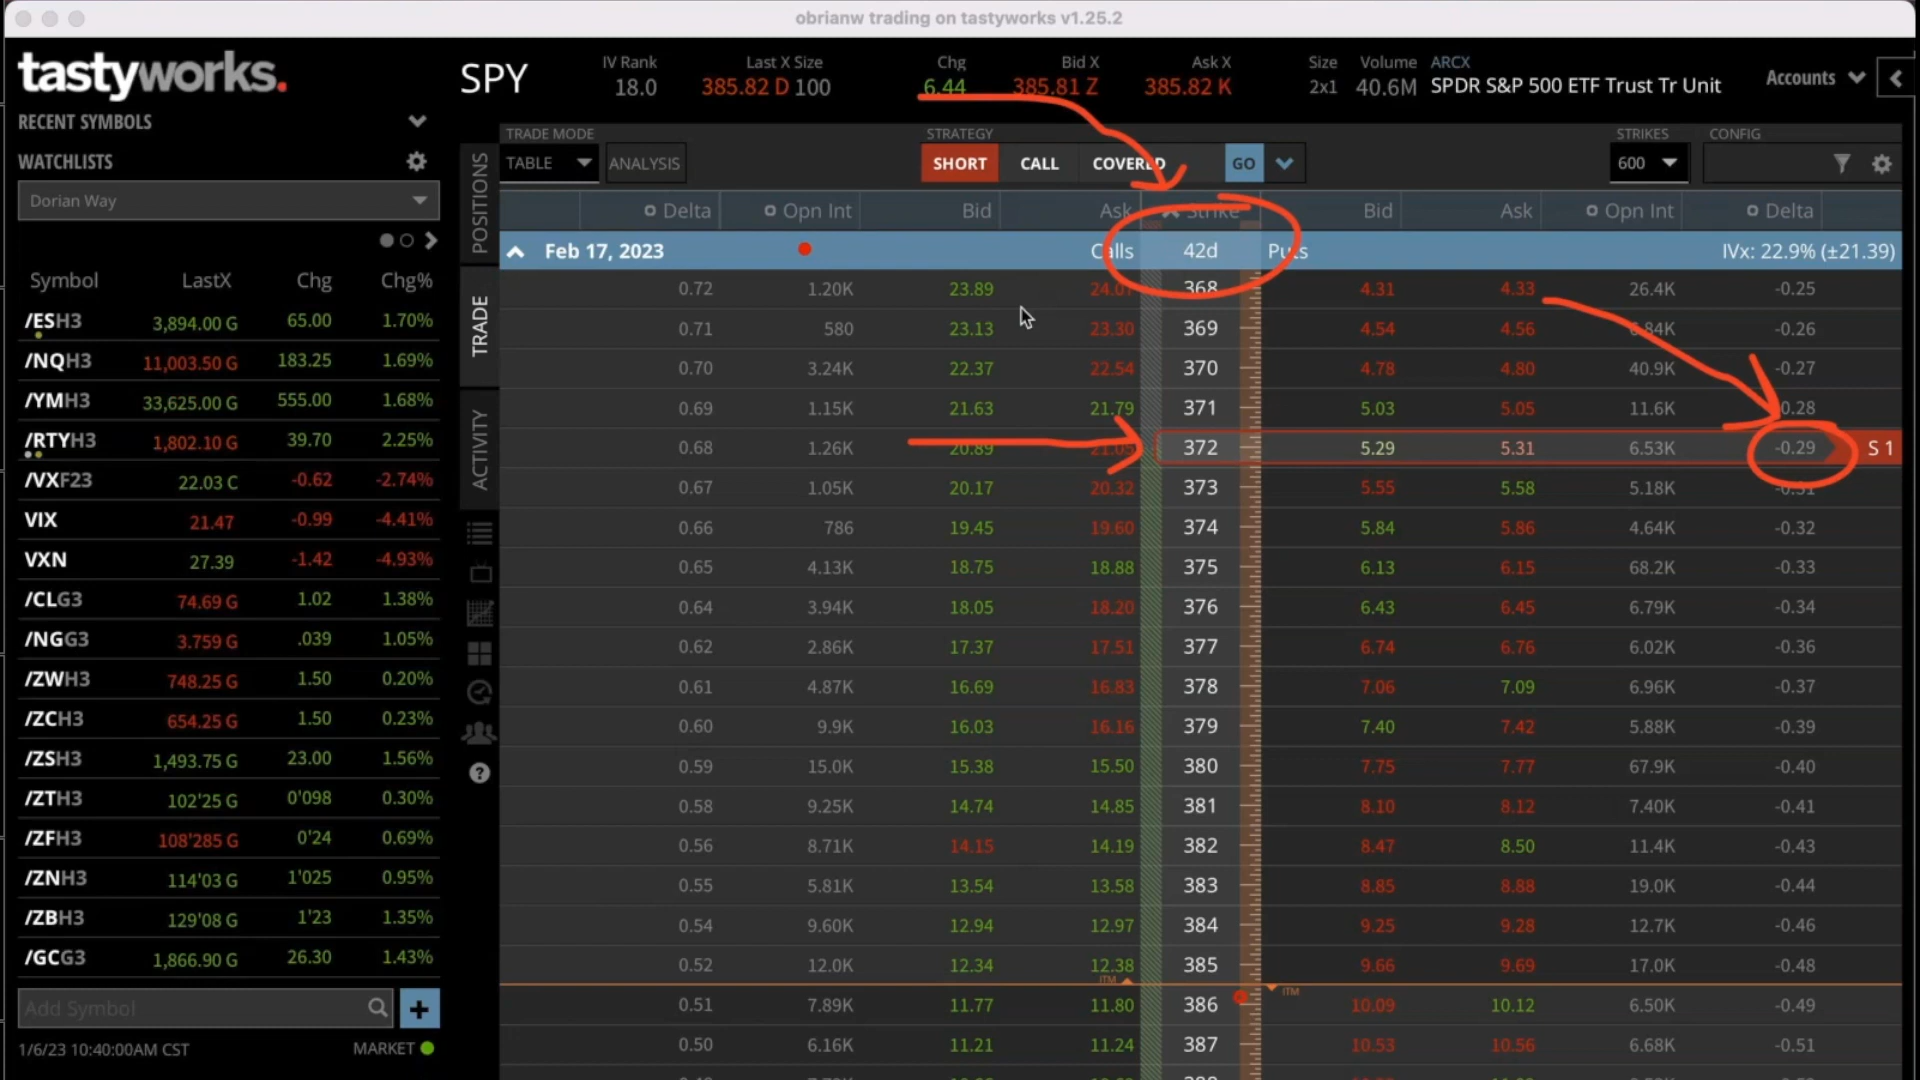 obrianw trading on tastyworks v1.25.2
tastyworks.
RECENT SYMBOLS
WATCHLISTS
Dorian Way
Symbol LastX Chg Chg%
/ESH3 3,894.00 G 65.00 1.70%
/NQH3 11,003.50 G 183.25 1.69%
/YMH3 33,625.00 G 555.00 1.68%
/RTYH3 1,802.10 G 39.70 2.25%
/VXF23 22.03 C -0.62 -2.74%
VIX 21.47 -0.99 -4.41%
VXN 27.39 -1.42 -4.93%
/CLG3 74.69 G 1.02 1.38%
/NGG3 3.759 G .039 1.05%
/ZWH3 748.25 G 1.50 0.20%
/ZCH3 654.25 G 1.50 0.23%
/ZSH3 1,493.75 G 23.00 1.56%
/ZTH3 102'25 G 0'098 0.30%
/ZFH3 108'285 G 0'24 0.69%
/ZNH3 114'03 G 1'025 0.95%
/ZBH3 129'08 G 1'23 1.35%
/GCG3 1,866.90 G 26.30 1.43%
Add Symbol
1/6/23 10:40:00AM CST MARKET
POSITIONS
TRADE
ACTIVITY
SPY
IV Rank Last X Size Chg Bid X Ask X Size Volume ARCX
18.0 385.82 D 100 6.44 385.81 Z 385.82 K 2x1 40.6M SPDR S&P 500 ETF Trust Tr Unit
Accounts
TRADE MODE STRATEGY STRIKES CONFIG
TABLE ANALYSIS SHORT CALL COVERED GO 600
Delta Opn Int Bid Ask Strike Bid Ask Opn Int Delta
Feb 17, 2023 Calls 42d Puts IVx: 22.9% (±21.39)
0.72 1.20K 23.89 24.01 368 4.31 4.33 26.4K -0.25
0.71 580 23.13 23.30 369 4.54 4.56 .84K -0.26
0.70 3.24K 22.37 22.54 370 4.78 4.80 40.9K -0.27
0.69 1.15K 21.63 21.79 371 5.03 5.05 11.6K -0.28
0.68 1.26K 20.89 21.05 372 5.29 5.31 6.53K -0.29 S 1
0.67 1.05K 20.17 20.32 373 5.55 5.58 5.18K -0.31
0.66 786 19.45 19.60 374 5.84 5.86 4.64K -0.32
0.65 4.13K 18.75 18.88 375 6.13 6.15 68.2K -0.33
0.64 3.94K 18.05 18.20 376 6.43 6.45 6.79K -0.34
0.62 2.86K 17.37 17.51 377 6.74 6.76 6.02K -0.36
0.61 4.87K 16.69 16.83 378 7.06 7.09 6.96K -0.37
0.60 9.9K 16.03 16.16 379 7.40 7.42 5.88K -0.39
0.59 15.0K 15.38 15.50 380 7.75 7.77 67.9K -0.40
0.58 9.25K 14.74 14.85 381 8.10 8.12 7.40K -0.41
0.56 8.71K 14.15 14.19 382 8.47 8.50 11.4K -0.43
0.55 5.81K 13.54 13.58 383 8.85 8.88 19.0K -0.44
0.54 9.60K 12.94 12.97 384 9.25 9.28 12.7K -0.46
0.52 12.0K 12.34 12.38 385 9.66 9.69 17.0K -0.48
ITM ITM
0.51 7.89K 11.77 11.80 386 10.09 10.12 6.50K -0.49
0.50 6.16K 11.21 11.24 387 10.53 10.56 6.68K -0.51